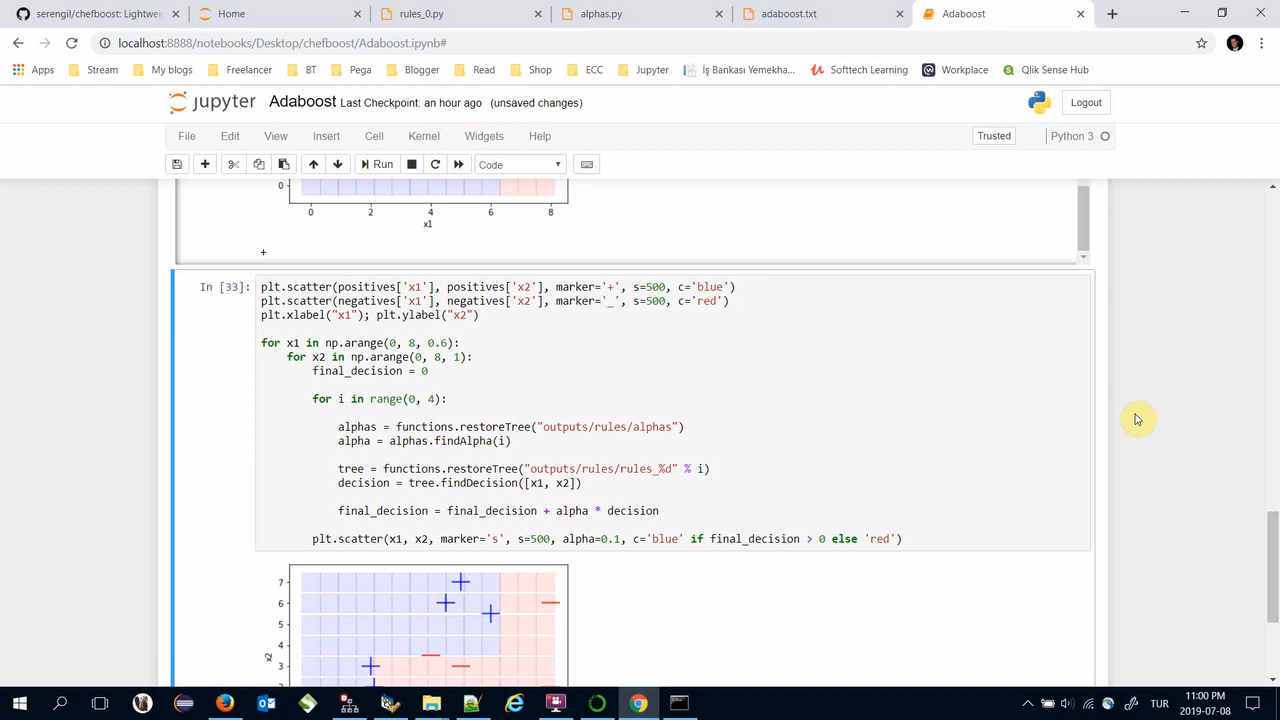 serengil/chefboost: Lightweig
Home
rules_0.py
alphas.py
adaboost.txt
Adaboost
localhost:8888/notebooks/Desktop/chefboost/Adaboost.ipynb#
Apps Stream My blogs Freelancer BT Pega Blogger Read Shop ECC Jupyter İş Bankası Yemekha... Softtech Learning Workplace Qlik Sense Hub
jupyter Adaboost Last Checkpoint: an hour ago (unsaved changes) Logout
File Edit View Insert Cell Kernel Widgets Help Trusted Python 3
Run Code
0
0 2 4 6 8
x1
+
In [33]: plt.scatter(positives['x1'], positives['x2'], marker='+', s=500, c='blue')
plt.scatter(negatives['x1'], negatives['x2'], marker='_', s=500, c='red')
plt.xlabel("x1"); plt.ylabel("x2")
for x1 in np.arange(0, 8, 0.6):
for x2 in np.arange(0, 8, 1):
final_decision = 0
for i in range(0, 4):
alphas = functions.restoreTree("outputs/rules/alphas")
alpha = alphas.findAlpha(i)
tree = functions.restoreTree("outputs/rules/rules_%d" % i)
decision = tree.findDecision([x1, x2])
final_decision = final_decision + alpha * decision
plt.scatter(x1, x2, marker='s', s=500, alpha=0.1, c='blue' if final_decision > 0 else 'red')
7
6
5
4
x2
3
11:00 PM
TUR
2019-07-08